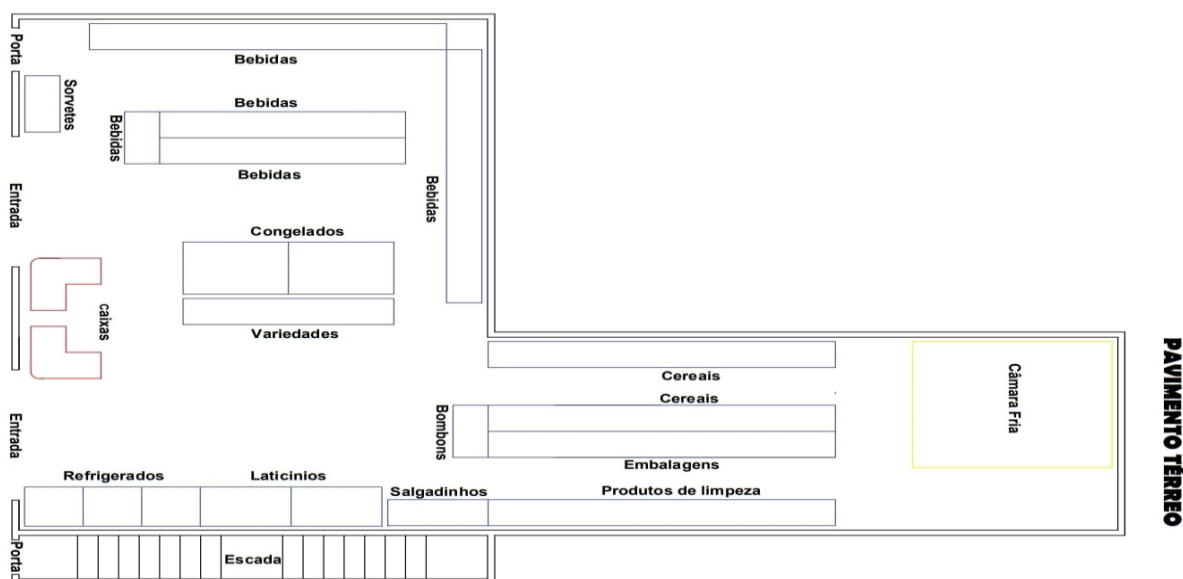 Porta
Bebidas
Sorvetes
Bebidas
Bebidas
Bebidas
Bebidas
Entrada
Congelados
caixas
Variedades
Cereais
Câmara Fria
PAVIMENTO TÉRREO
Cereais
Bombons
Entrada
Embalagens
Refrigerados
Laticinios
Salgadinhos
Produtos de limpeza
Porta
Escada